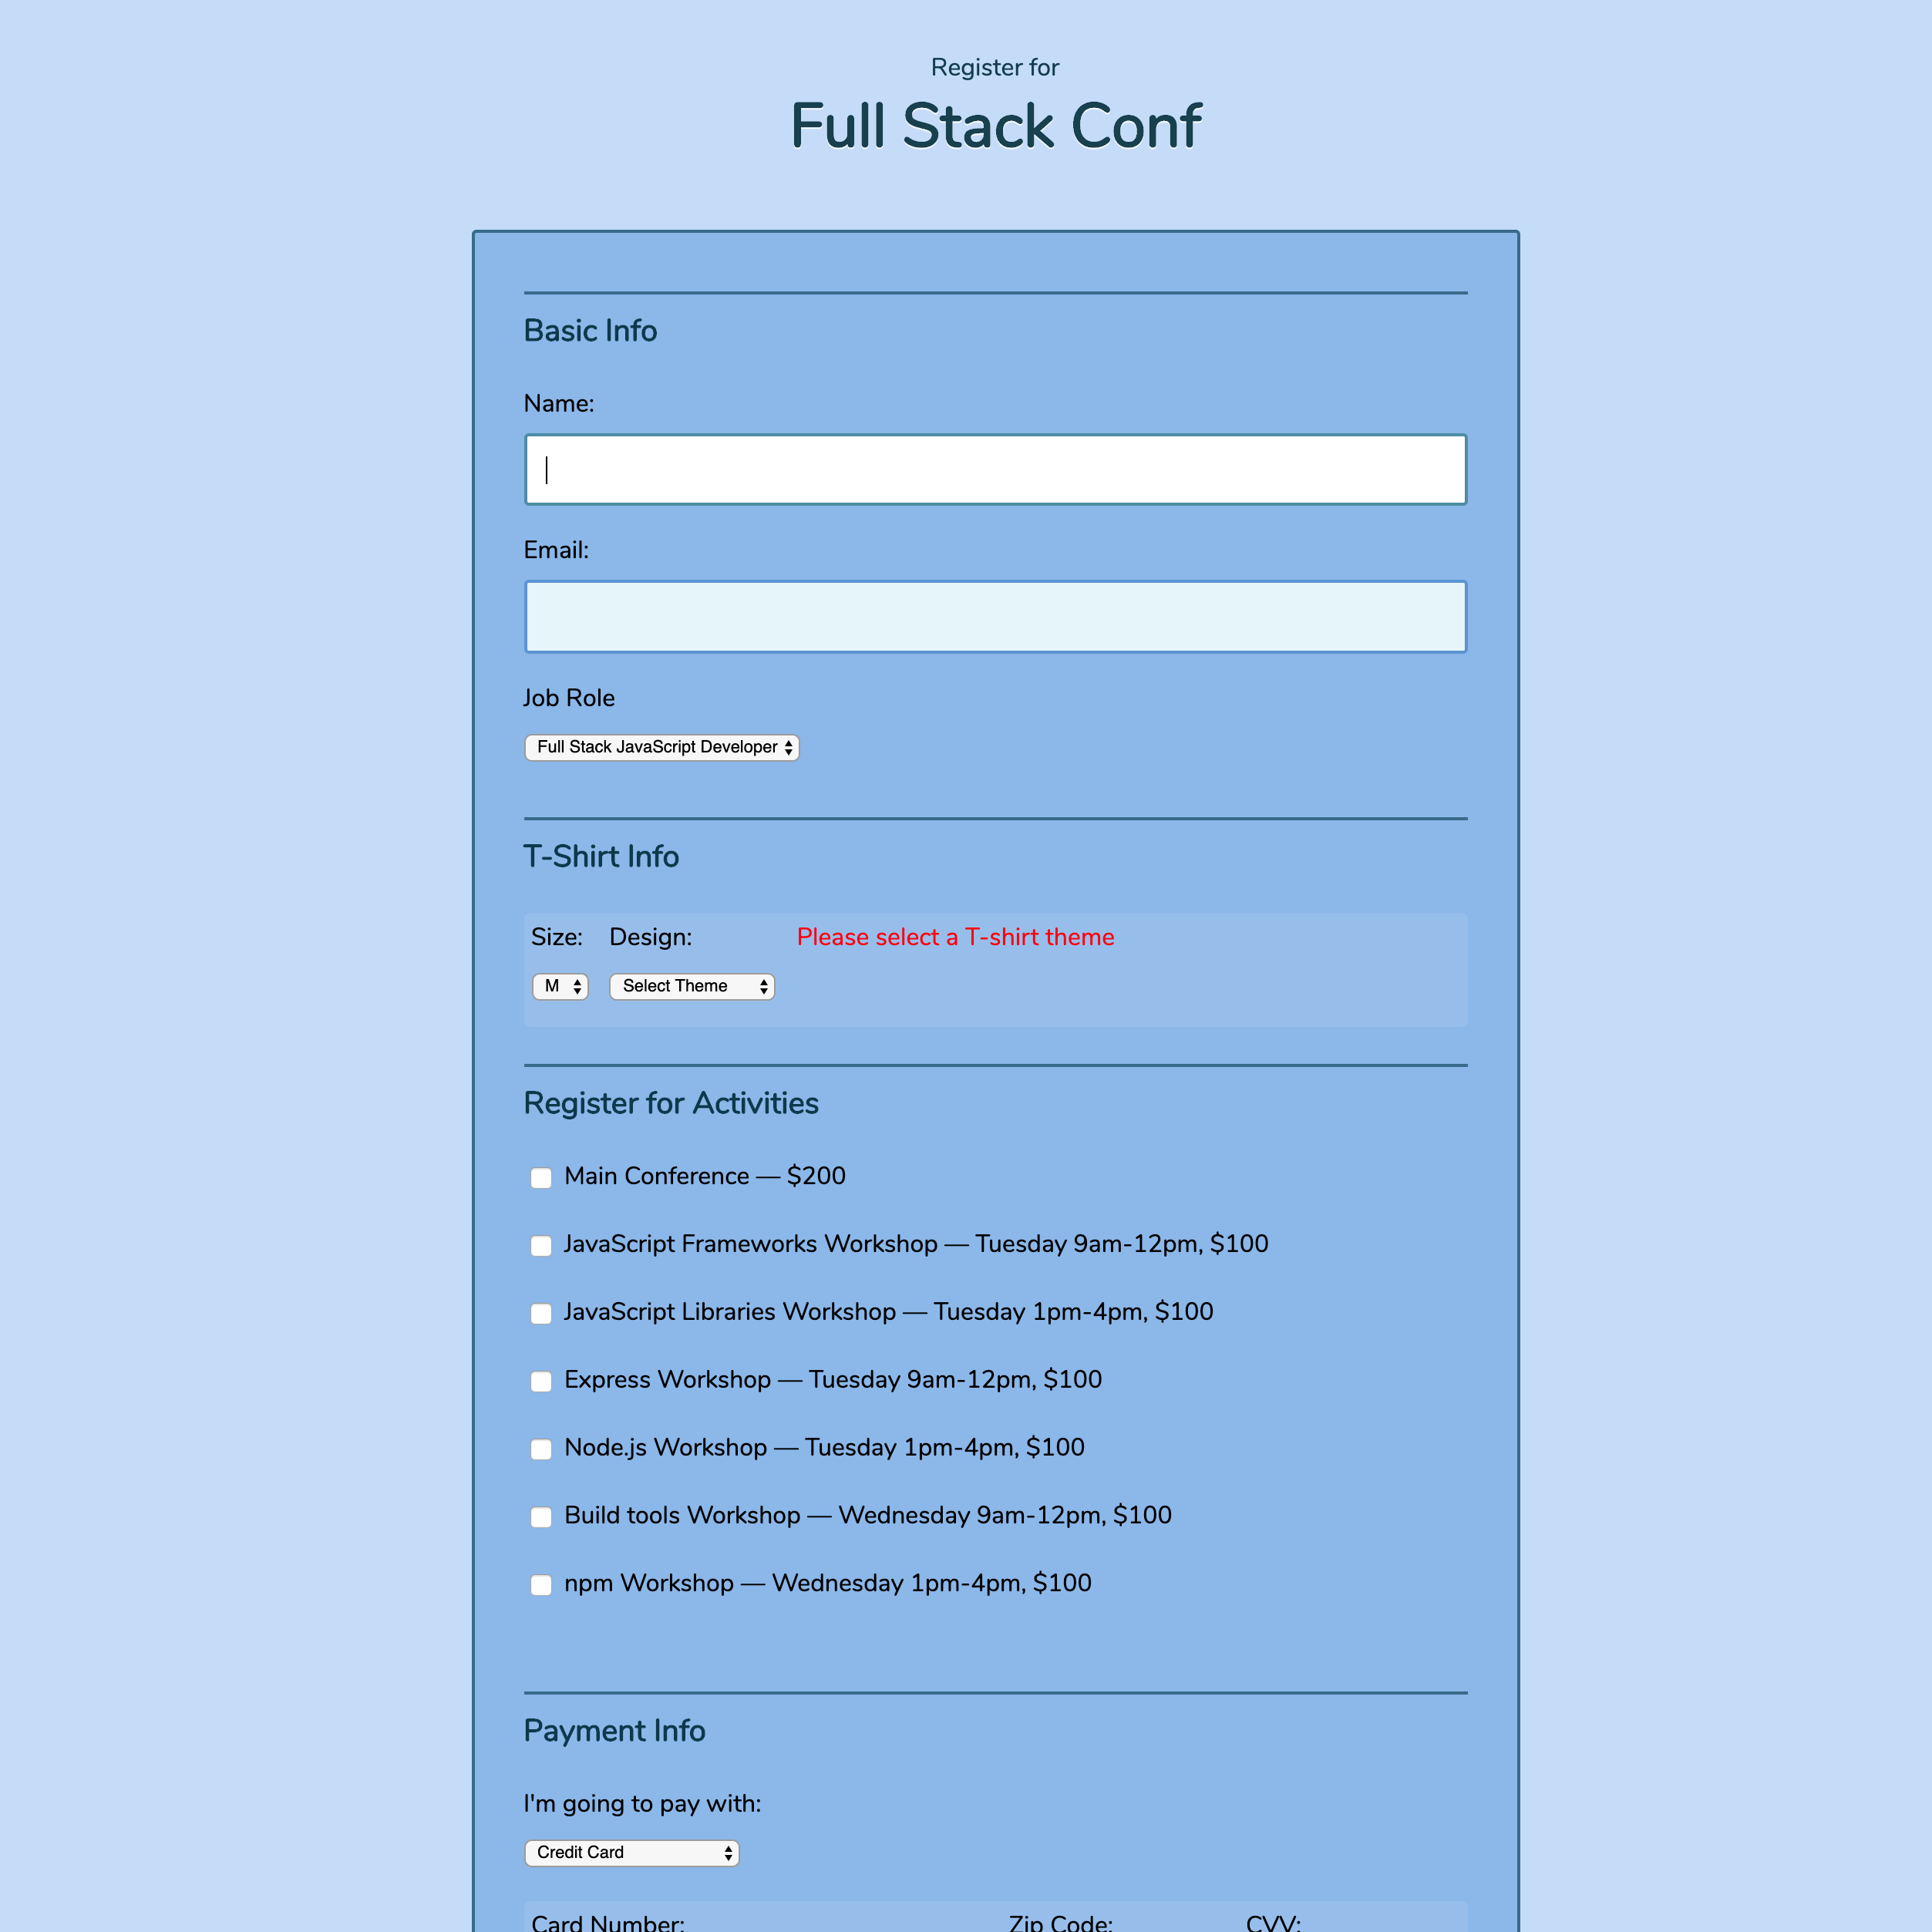 Register for
Full Stack Conf
Basic Info
Name:
Email:
Job Role
Full Stack JavaScript Developer
T-Shirt Info
Size: Design: Please select a T-shirt theme
M Select Theme
Register for Activities
Main Conference — $200
JavaScript Frameworks Workshop — Tuesday 9am-12pm, $100
JavaScript Libraries Workshop — Tuesday 1pm-4pm, $100
Express Workshop — Tuesday 9am-12pm, $100
Node.js Workshop — Tuesday 1pm-4pm, $100
Build tools Workshop — Wednesday 9am-12pm, $100
npm Workshop — Wednesday 1pm-4pm, $100
Payment Info
I'm going to pay with:
Credit Card
Card Number: Zip Code: CVV: